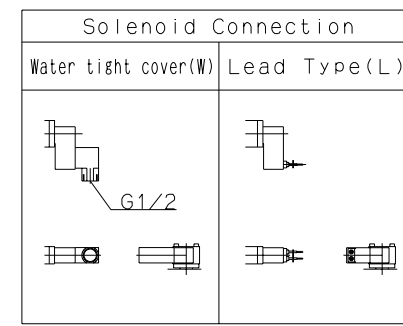 Solenoid Connection
Water tight cover(W)
Lead Type(L)
G1/2